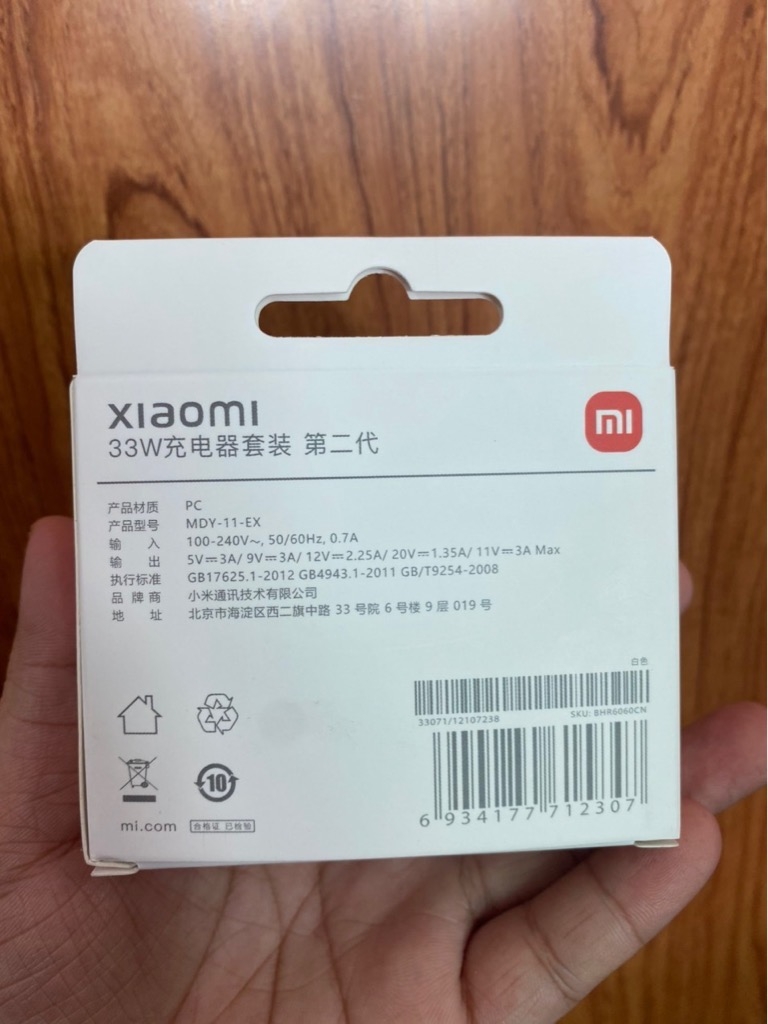 xiaomi
33W充电器套装 第二代
mi
产品材质 PC
产品型号 MDY-11-EX
输 入 100-240V~, 50/60Hz, 0.7A
输 出 5V⎓3A/ 9V⎓3A/ 12V⎓2.25A/ 20V⎓1.35A/ 11V⎓3A Max
执行标准 GB17625.1-2012 GB4943.1-2011 GB/T9254-2008
品 牌 商 小米通讯技术有限公司
地 址 北京市海淀区西二旗中路 33 号院 6 号楼 9 层 019 号
白色
33071/12107238 SKU: BHR6060CN
10
6 934177 712307
mi.com 合格证 已检验